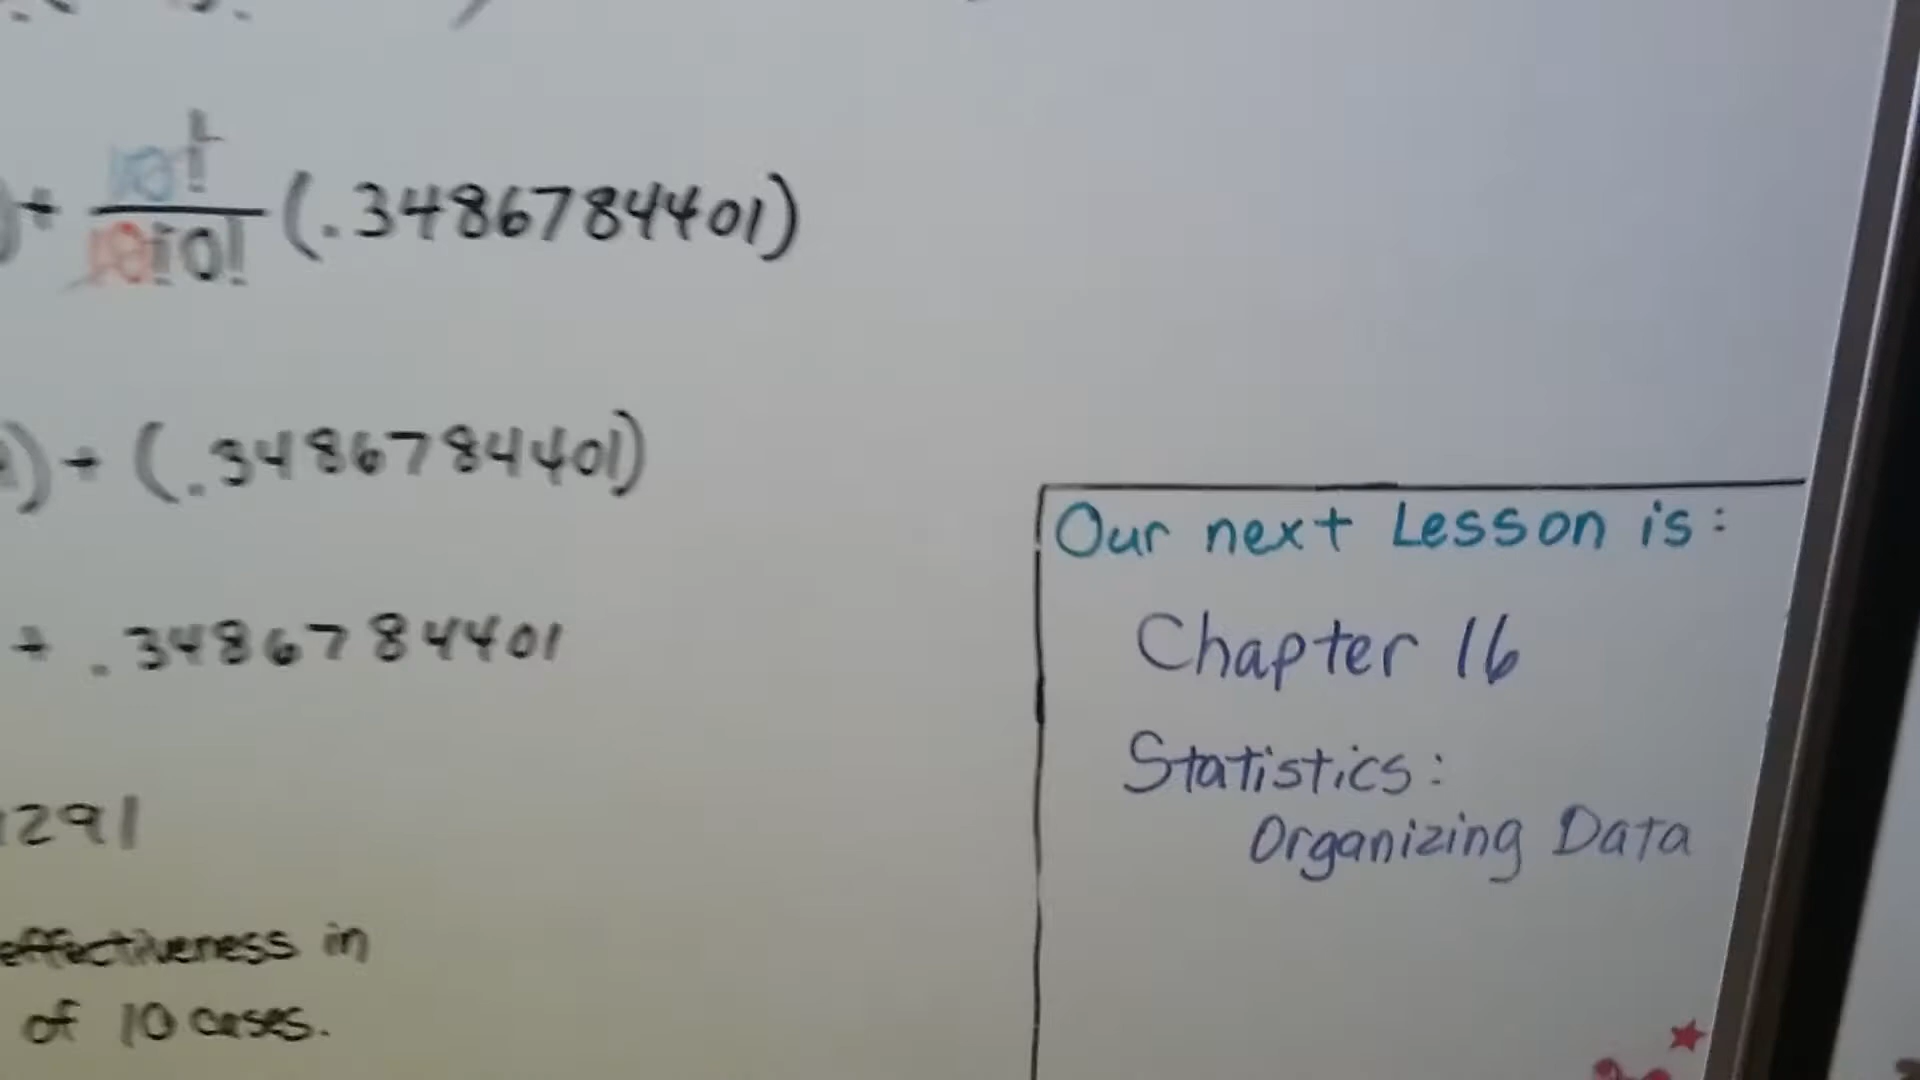 + 10! / 10! 0! (.3486784401)
) + (.3486784401)
+ .3486784401
291
effectiveness in
of 10 cases.
Our next Lesson is:
Chapter 16
Statistics:
Organizing Data